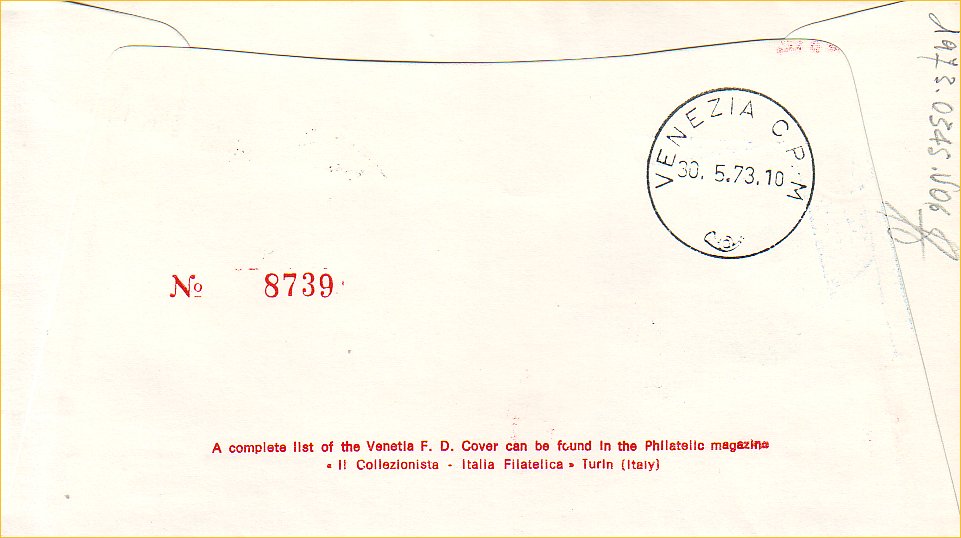 VENEZIA C.P. M
30. 5.73.10
№ 8739
A complete list of the Venetia F. D. Cover can be found in the Philatelic magazine
« Il Collezionista - Italia Filatelica » Turin (Italy)